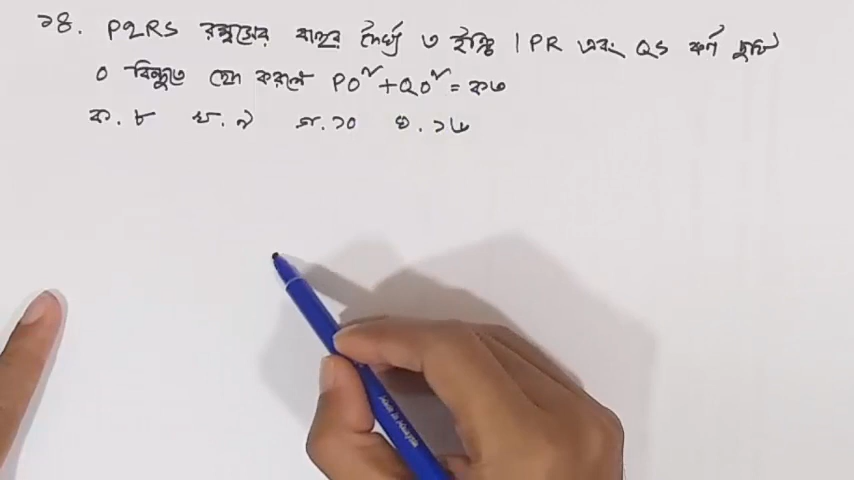 ১৪. PQRS রম্বসের বাহুর দৈর্ঘ্য ৩ ইঞ্চি । PR এবং QS কর্ণ দুটি
O বিন্দুতে ছেদ করলে PO²+QO²= কত
ক. ৮ খ. ৯ গ. ১০ ঘ. ১৬